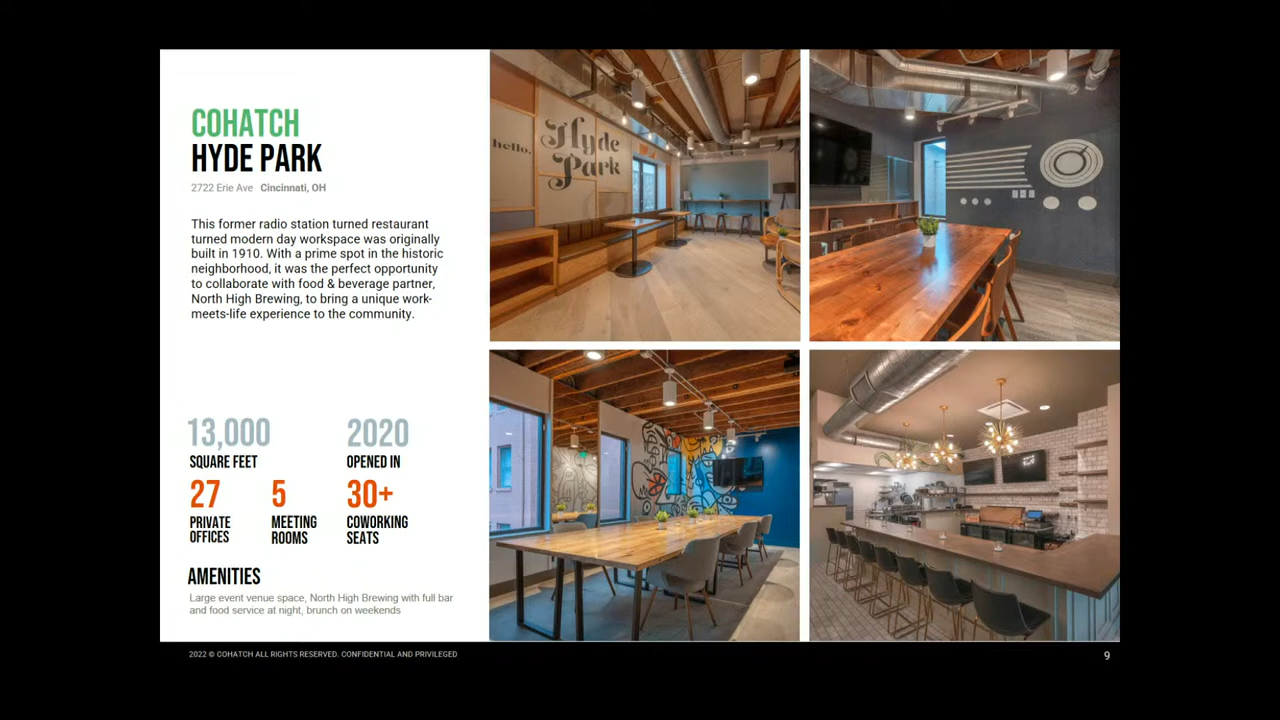 COHATCH
HYDE PARK
2722 Erie Ave Cincinnati, OH
This former radio station turned restaurant
turned modern day workspace was originally
built in 1910. With a prime spot in the historic
neighborhood, it was the perfect opportunity
to collaborate with food & beverage partner,
North High Brewing, to bring a unique work-
meets-life experience to the community.
13,000
SQUARE FEET
2020
OPENED IN
27
PRIVATE
OFFICES
5
MEETING
ROOMS
30+
COWORKING
SEATS
AMENITIES
Large event venue space, North High Brewing with full bar
and food service at night, brunch on weekends
hello.
Hyde
Park
2022 © COHATCH ALL RIGHTS RESERVED. CONFIDENTIAL AND PRIVILEGED
9